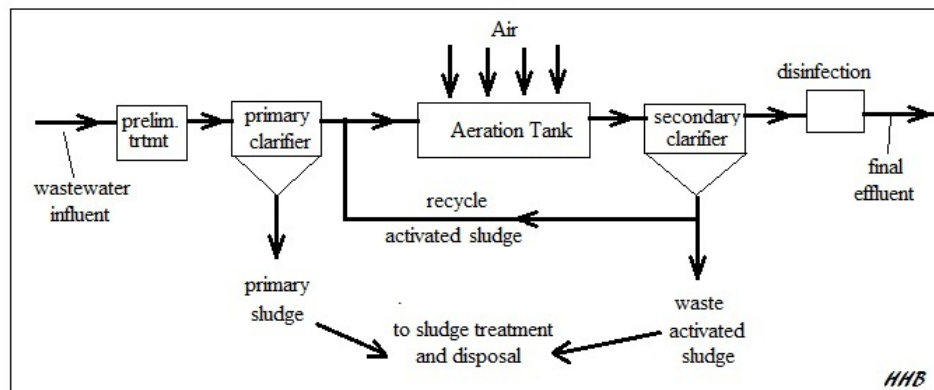 Air
disinfection
prelim.
trtmt
primary
clarifier
Aeration Tank
secondary
clarifier
wastewater
influent
final
effluent
recycle
activated sludge
primary
sludge
waste
activated
sludge
to sludge treatment
and disposal
HHB